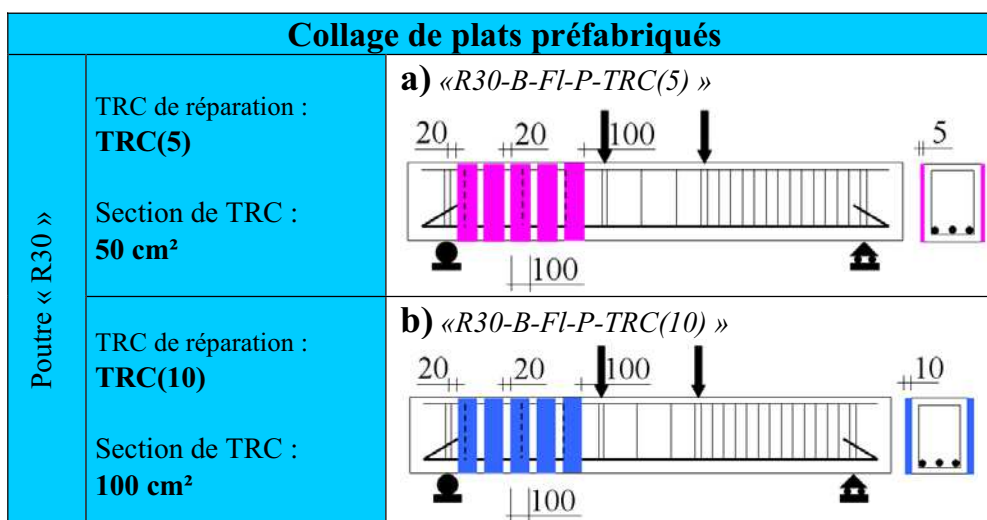 Collage de plats préfabriqués
Poutre « R30 »
TRC de réparation :
TRC(5)
Section de TRC :
50 cm²
a) «R30-B-Fl-P-TRC(5) »
20 20 100 5
100
TRC de réparation :
TRC(10)
Section de TRC :
100 cm²
b) «R30-B-Fl-P-TRC(10) »
20 20 100 10
100